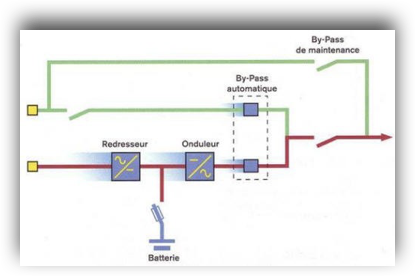 By-Pass
de maintenance
By-Pass
automatique
Redresseur
Onduleur
Batterie